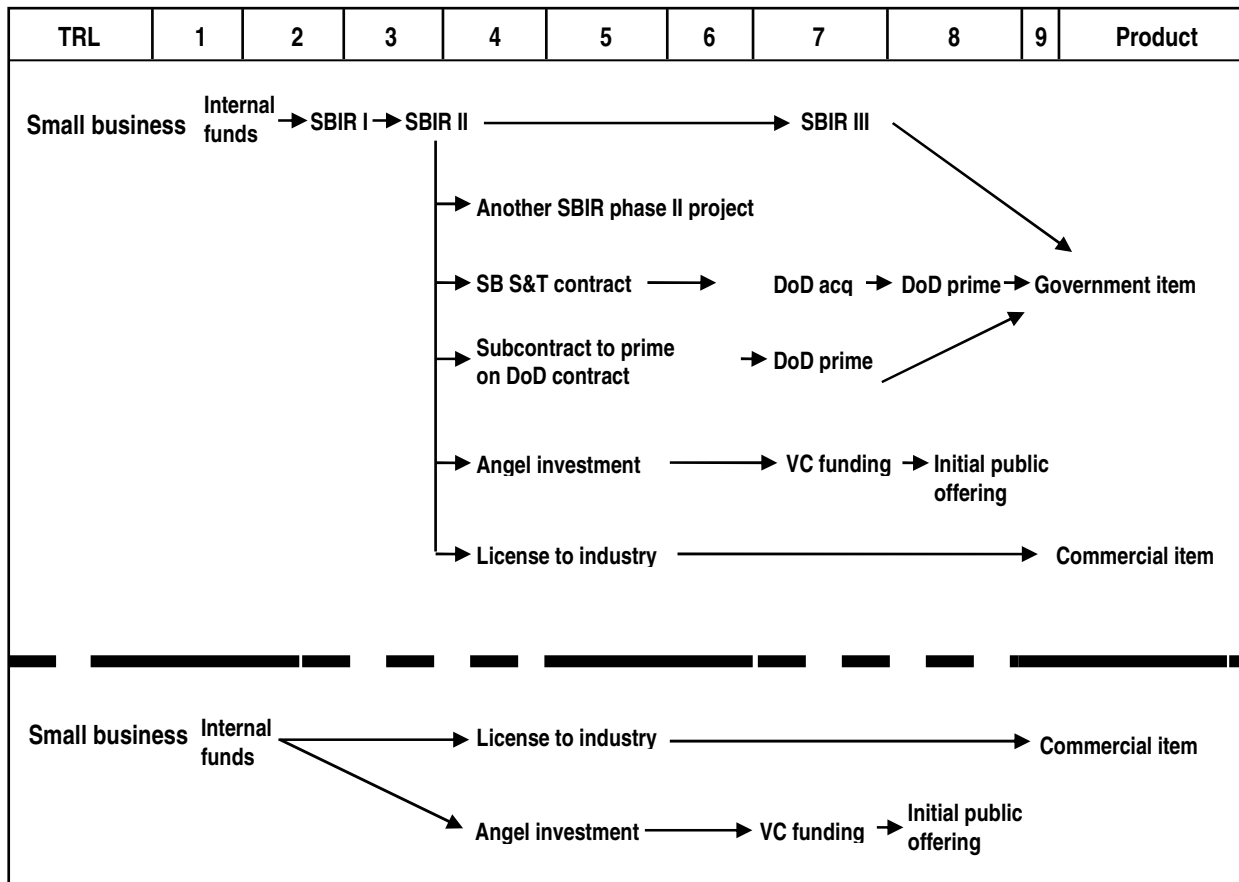 TRL 1 2 3 4 5 6 7 8 9 Product
Internal
Small business funds SBIR I SBIR II SBIR III
Another SBIR phase II project
SB S&T contract DoD acq DoD prime Government item
Subcontract to prime DoD prime
on DoD contract
Angel investment VC funding Initial public
offering
License to industry Commercial item
Small business Internal License to industry Commercial item
funds
Angel investment VC funding Initial public
offering